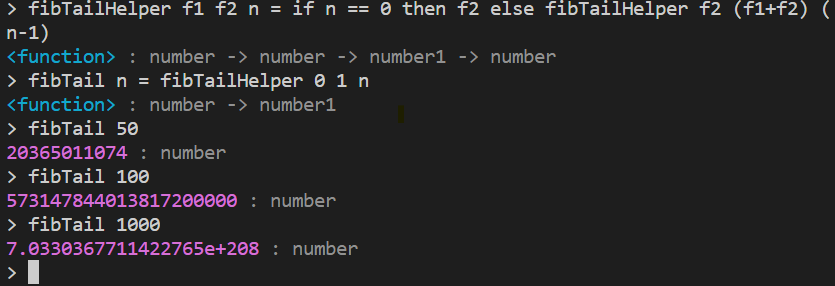 > fibTailHelper f1 f2 n = if n == 0 then f2 else fibTailHelper f2 (f1+f2) (
n-1)
<function> : number -> number -> number1 -> number
> fibTail n = fibTailHelper 0 1 n
<function> : number -> number1
> fibTail 50
20365011074 : number
> fibTail 100
573147844013817200000 : number
> fibTail 1000
7.0330367711422765e+208 : number
>